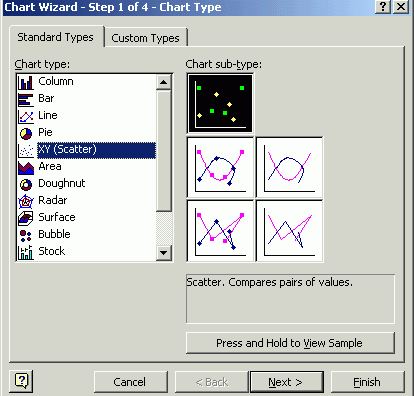 Chart Wizard - Step 1 of 4 - Chart Type
Standard Types
Custom Types
Chart type:
Column
Bar
Line
Pie
XY (Scatter)
Area
Doughnut
Radar
Surface
Bubble
Stock
Chart sub-type:
Scatter. Compares pairs of values.
Press and Hold to View Sample
Cancel
< Back
Next >
Finish